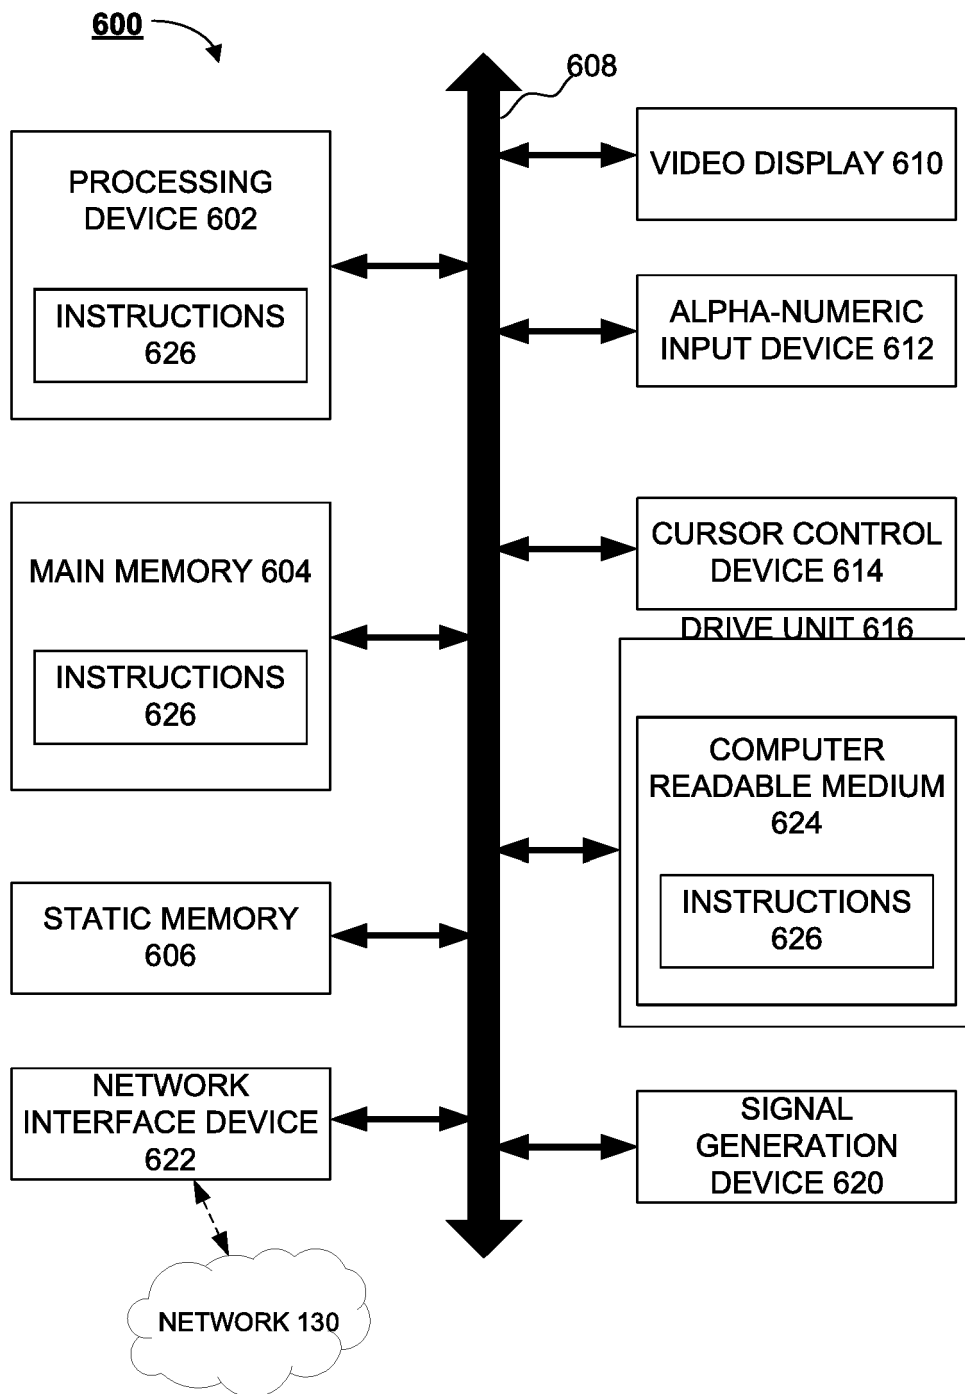 600
608
PROCESSING
DEVICE 602
INSTRUCTIONS
626
MAIN MEMORY 604
INSTRUCTIONS
626
STATIC MEMORY
606
NETWORK
INTERFACE DEVICE
622
NETWORK 130
VIDEO DISPLAY 610
ALPHA-NUMERIC
INPUT DEVICE 612
CURSOR CONTROL
DEVICE 614
DRIVE UNIT 616
COMPUTER
READABLE MEDIUM
624
INSTRUCTIONS
626
SIGNAL
GENERATION
DEVICE 620